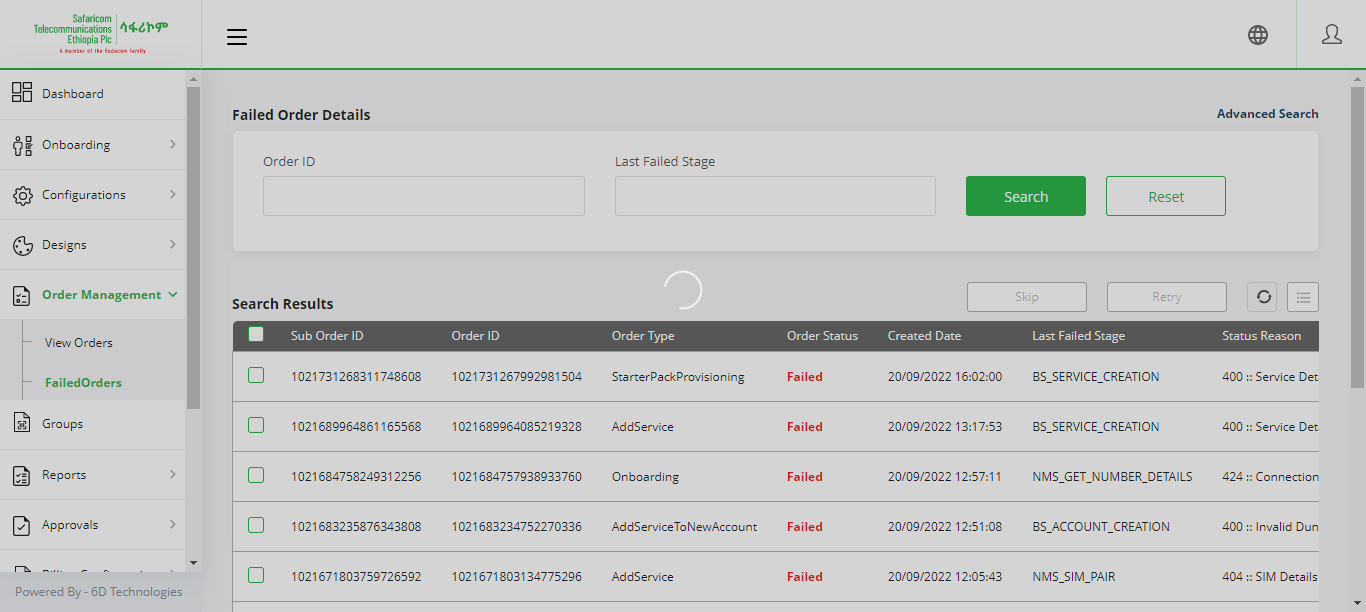 Safaricom
Telecommunications
Ethiopia Plc
ሳፋሪኮም
A member of the Vodacom family
Dashboard
Onboarding
Configurations
Designs
Order Management
View Orders
FailedOrders
Groups
Reports
Approvals
Powered By - 6D Technologies
Failed Order Details
Advanced Search
Order ID
Last Failed Stage
Search
Reset
Search Results
Skip
Retry
Sub Order ID Order ID Order Type Order Status Created Date Last Failed Stage Status Reason
1021731268311748608 1021731267992981504 StarterPackProvisioning Failed 20/09/2022 16:02:00 BS_SERVICE_CREATION 400 :: Service Det
1021689964861165568 1021689964085219328 AddService Failed 20/09/2022 13:17:53 BS_SERVICE_CREATION 400 :: Service Det
1021684758249312256 1021684757938933760 Onboarding Failed 20/09/2022 12:57:11 NMS_GET_NUMBER_DETAILS 424 :: Connection
1021683235876343808 1021683234752270336 AddServiceToNewAccount Failed 20/09/2022 12:51:08 BS_ACCOUNT_CREATION 400 :: Invalid Dun
1021671803759726592 1021671803134775296 AddService Failed 20/09/2022 12:05:43 NMS_SIM_PAIR 404 :: SIM Details